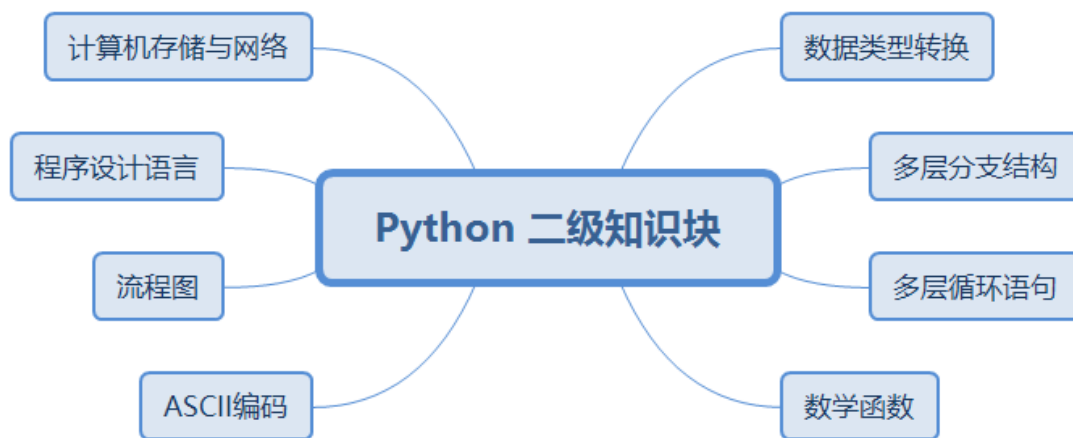 计算机存储与网络
数据类型转换
程序设计语言
多层分支结构
Python 二级知识块
流程图
多层循环语句
ASCII编码
数学函数